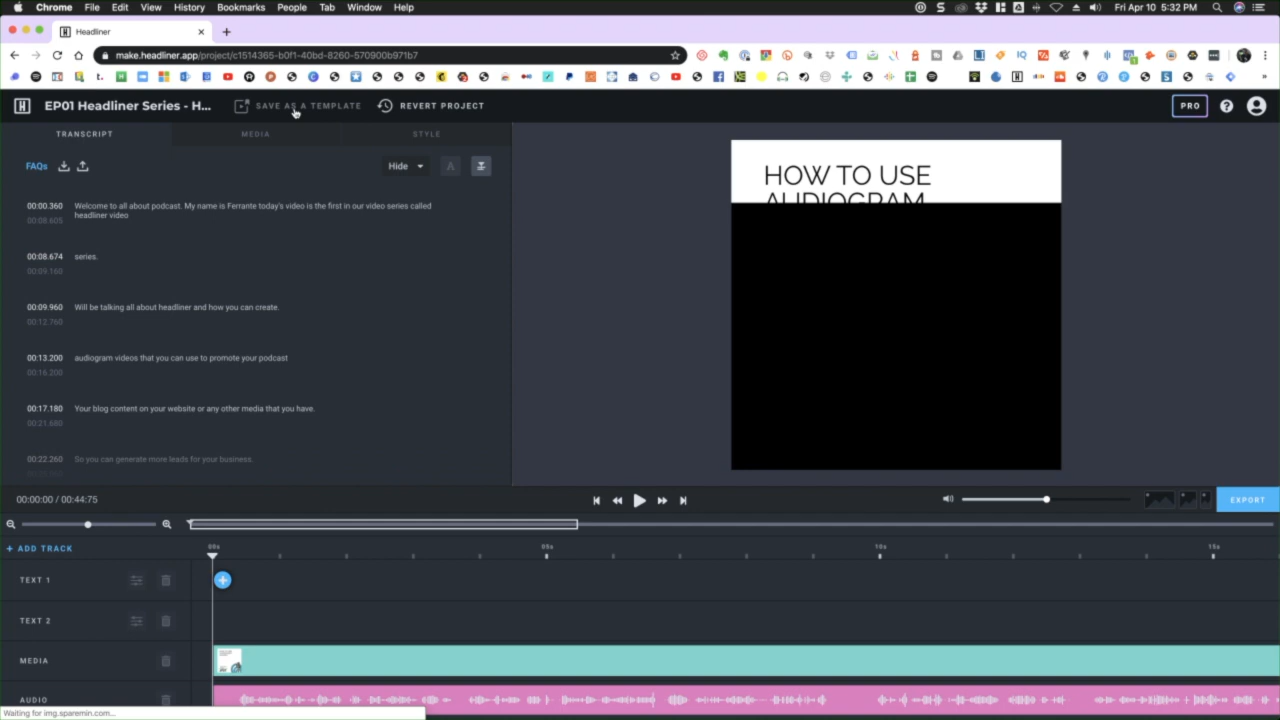 Chrome File Edit View History Bookmarks People Tab Window Help
Fri Apr 10 5:32 PM
Headliner
make.headliner.app/project/c1514365-b0f1-40bd-8260-570900b971b7
EP01 Headliner Series - H...
SAVE AS A TEMPLATE
REVERT PROJECT
PRO
TRANSCRIPT
MEDIA
STYLE
FAQs
Hide
HOW TO USE
AUDIOGRAM
00:00.360 Welcome to all about podcast. My name is Ferrante today's video is the first in our video series called
00:08.605 headliner video
00:08.674 series.
00:09.160
00:09.960 Will be talking all about headliner and how you can create.
00:12.760
00:13.200 audiogram videos that you can use to promote your podcast
00:16.200
00:17.180 Your blog content on your website or any other media that you have.
00:21.680
00:22.260 So you can generate more leads for your business.
00:00:00 / 00:44:75
EXPORT
+ ADD TRACK
00s
05s
10s
15s
TEXT 1
TEXT 2
MEDIA
AUDIO
Waiting for img.sparemin.com...